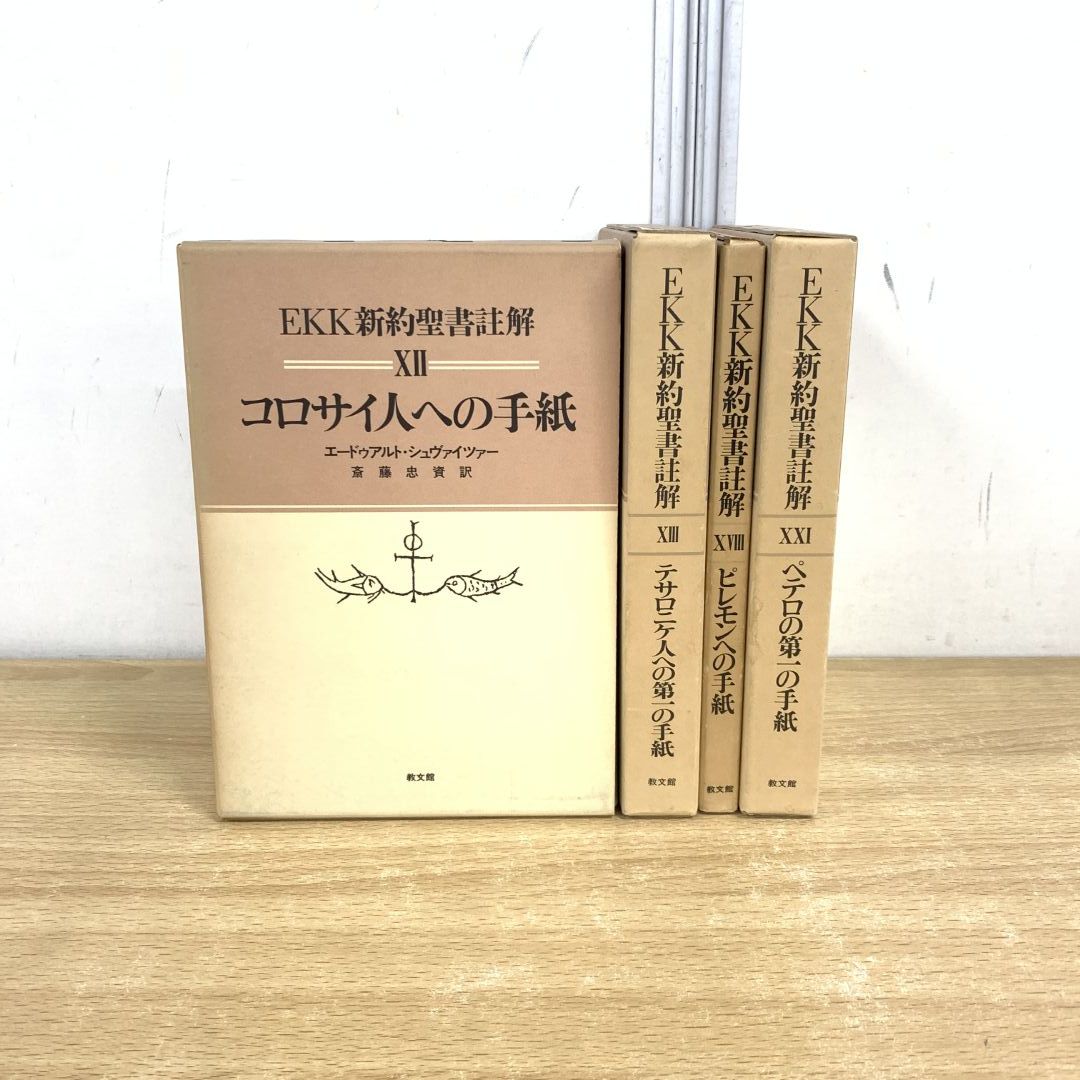 EKK新約聖書註解
XII
コロサイ人への手紙
エードゥアルト・シュヴァイツァー
斎藤忠資訳
教文館
EKK新約聖書註解
XIII
テサロニケ人への第一の手紙
教文館
EKK新約聖書註解
XVIII
ピレモンへの手紙
教文館
EKK新約聖書註解
XXI
ペテロの第一の手紙
教文館